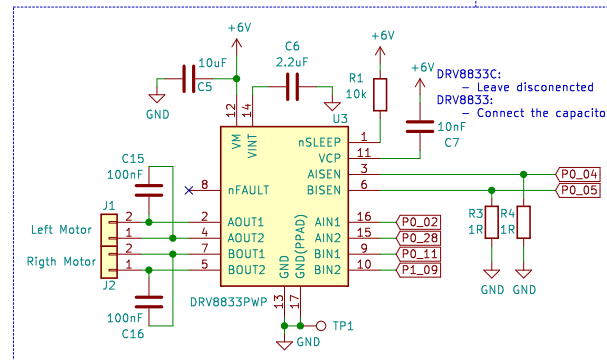 +6V
10uF
C5
GND
C6
2.2uF
GND
+6V
R1
10k
+6V
10nF
C7
DRV8833C:
- Leave disconencted
DRV8833:
- Connect the capacito
U3
12
14
VM
VINT
nSLEEP
1
VCP
11
AISEN
3
P0_04
BISEN
6
P0_05
C15
100nF
8
nFAULT
J1
2
2
AOUT1
AIN1
16
P0_02
Left Motor
1
4
AOUT2
AIN2
15
P0_28
2
7
BOUT1
BIN1
9
P0_11
Rigth Motor
1
5
BOUT2
BIN2
10
P1_09
J2
GND
GND(PPAD)
R3
1R
R4
1R
GND
GND
DRV8833PWP
13
17
100nF
C16
TP1
GND